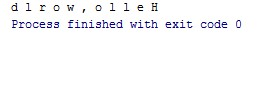 d l r o w , o l l e H
Process finished with exit code 0